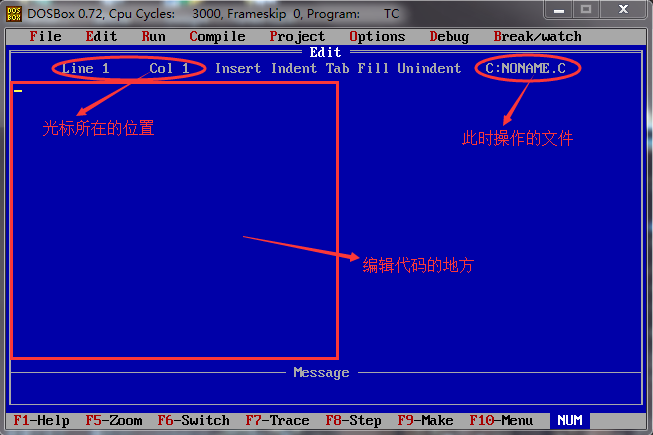 DOSBox 0.72, Cpu Cycles: 3000, Frameskip 0, Program: TC
File Edit Run Compile Project Options Debug Break/watch
Edit
Line 1 Col 1 Insert Indent Tab Fill Unindent C:NONAME.C
光标所在的位置
此时操作的文件
编辑代码的地方
Message
F1-Help F5-Zoom F6-Switch F7-Trace F8-Step F9-Make F10-Menu NUM